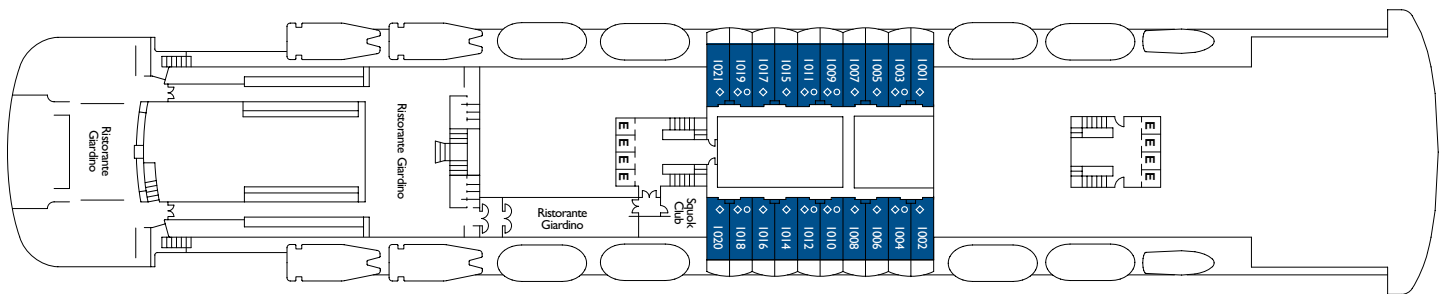 Ristorante
Giardino
Ristorante Giardino
Ristorante
Giardino
Squok
Club
E
E
E
E
1021
1019
1017
1015
1011
1009
1007
1005
1003
1001
1020
1018
1016
1014
1012
1010
1008
1006
1004
1002
E
E
E
E